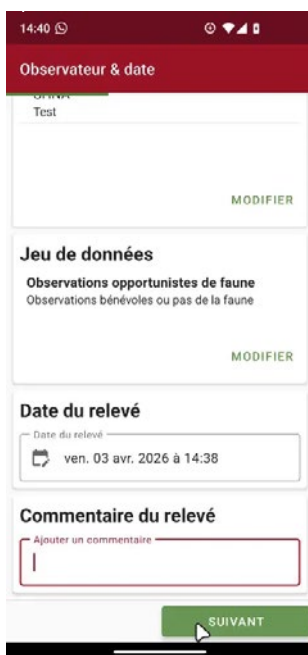 14:40
Observateur & date
Test
MODIFIER
Jeu de données
Observations opportunistes de faune
Observations bénévoles ou pas de la faune
MODIFIER
Date du relevé
Date du relevé
ven. 03 avr. 2026 à 14:38
Commentaire du relevé
Ajouter un commentaire
SUIVANT